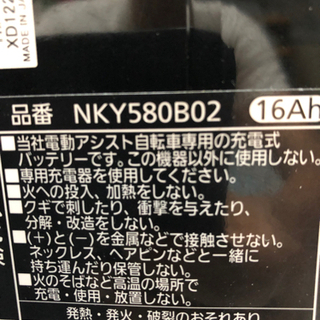 XD122
MADE IN J
品番 NKY580B02 16Ah
■当社電動アシスト自転車専用の充電式
バッテリーです。この機器以外に使用しない。
■専用充電器を使用してください。
■火への投入、加熱をしない。
■クギで刺したり、衝撃を与えたり、
分解・改造をしない。
■(+)と(−)を金属などで接触させない。
ネックレス、ヘアピンなどと一緒に
持ち運んだり保管しない。
■火のそばなど高温の場所で
充電・使用・放置しない。
発熱・発火・破裂のおそれあり